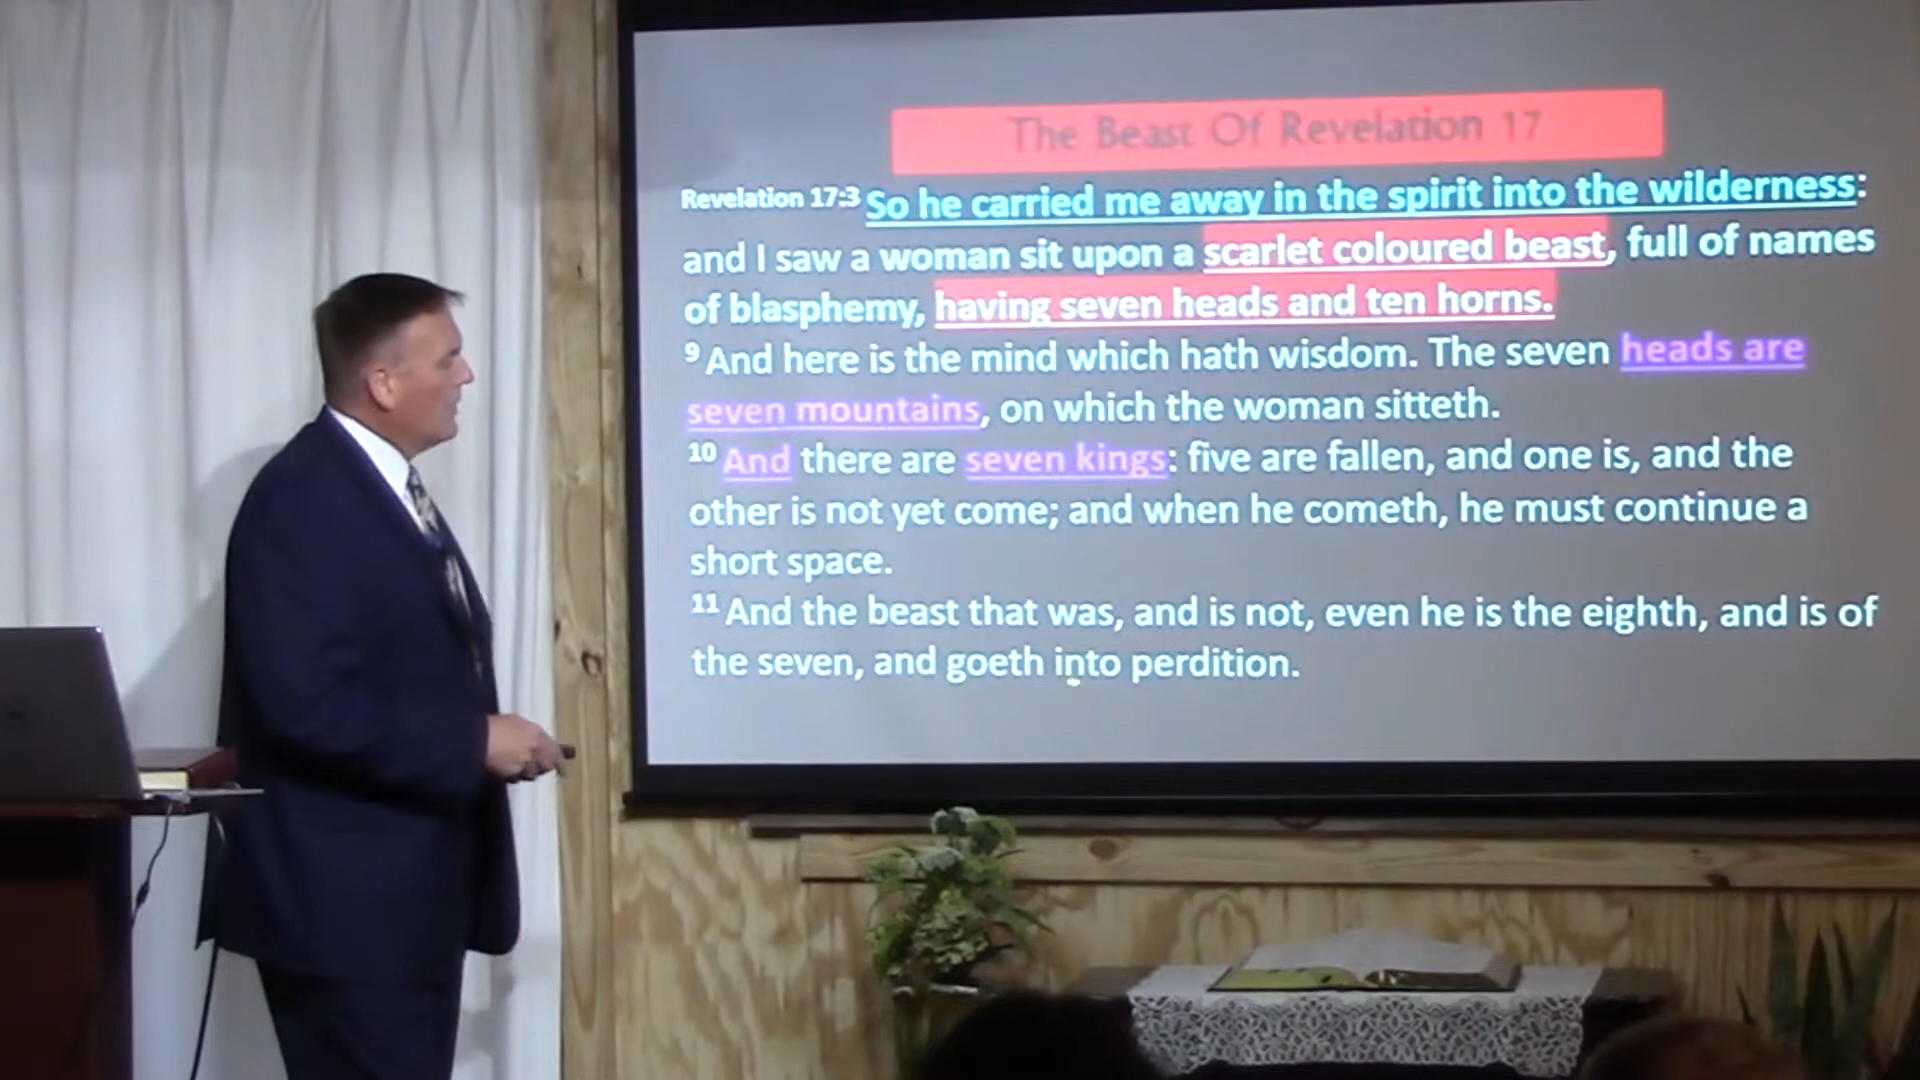 The Beast Of Revelation 17
Revelation 17:3 So he carried me away in the spirit into the wilderness:
and I saw a woman sit upon a scarlet coloured beast, full of names
of blasphemy, having seven heads and ten horns.
9 And here is the mind which hath wisdom. The seven heads are
seven mountains, on which the woman sitteth.
10 And there are seven kings: five are fallen, and one is, and the
other is not yet come; and when he cometh, he must continue a
short space.
11 And the beast that was, and is not, even he is the eighth, and is of
the seven, and goeth into perdition.